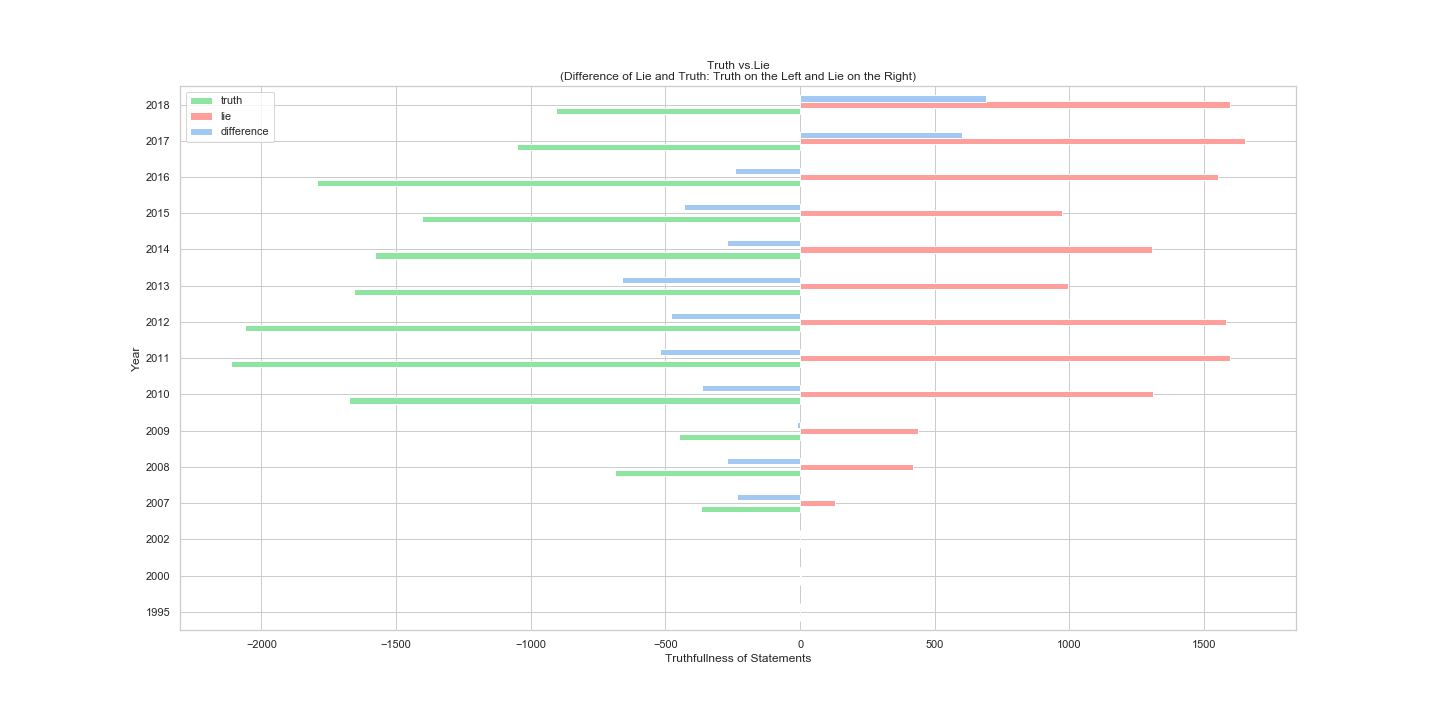 Truth vs.Lie
(Difference of Lie and Truth: Truth on the Left and Lie on the Right)
truth
lie
difference
2018
2017
2016
2015
2014
2013
2012
2011
2010
2009
2008
2007
2002
2000
1995
Year
−2000 −1500 −1000 −500 0 500 1000 1500
Truthfullness of Statements